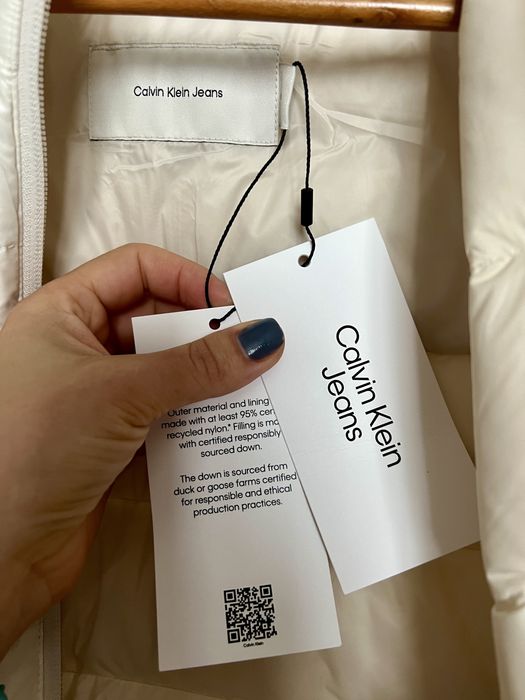 Calvin Klein Jeans
Calvin Klein
Jeans
Outer material and lining
made with at least 95%
recycled nylon.* Filling is
with certified responsibly
sourced down.
The down is sourced from
duck or goose farms certified
for responsible and ethical
production practices.
Calvin Klein